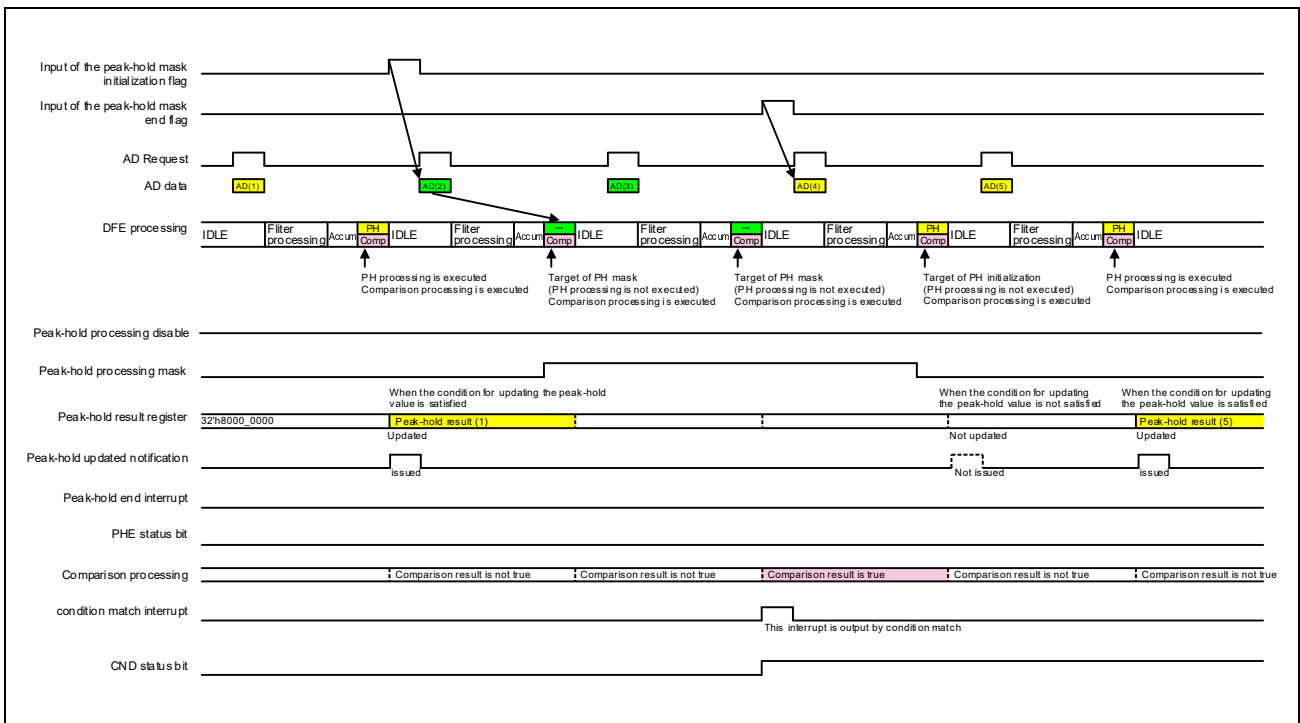 Input of the peak-hold mask
initialization flag
Input of the peak-hold mask
end flag
AD Request
AD data
AD(1)
AD(2)
AD(3)
AD(4)
AD(5)
DFE processing
IDLE
Fliter
processing
Accum
PH
Comp
IDLE
Fliter
processing
Accum
—
Comp
IDLE
Fliter
processing
Accum
—
Comp
IDLE
Fliter
processing
Accum
PH
Comp
IDLE
Fliter
processing
Accum
PH
Comp
IDLE
PH processing is executed
Comparison processing is executed
Target of PH mask
(PH processing is not executed)
Comparison processing is executed
Target of PH mask
(PH processing is not executed)
Comparison processing is executed
Target of PH initialization
(PH processing is not executed)
Comparison processing is executed
PH processing is executed
Comparison processing is executed
Peak-hold processing disable
Peak-hold processing mask
When the condition for updating the peak-hold
value is satisfied
When the condition for updating
the peak-hold value is not satisfied
When the condition for updating
the peak-hold value is satisfied
Peak-hold result register
32'h8000_0000
Peak-hold result (1)
Peak-hold result (5)
Updated
Not updated
Updated
Peak-hold updated notification
issued
Not issued
issued
Peak-hold end interrupt
PHE status bit
Comparison processing
Comparison result is not true
Comparison result is not true
Comparison result is true
Comparison result is not true
Comparison result is not true
condition match interrupt
This interrupt is output by condition match
CND status bit